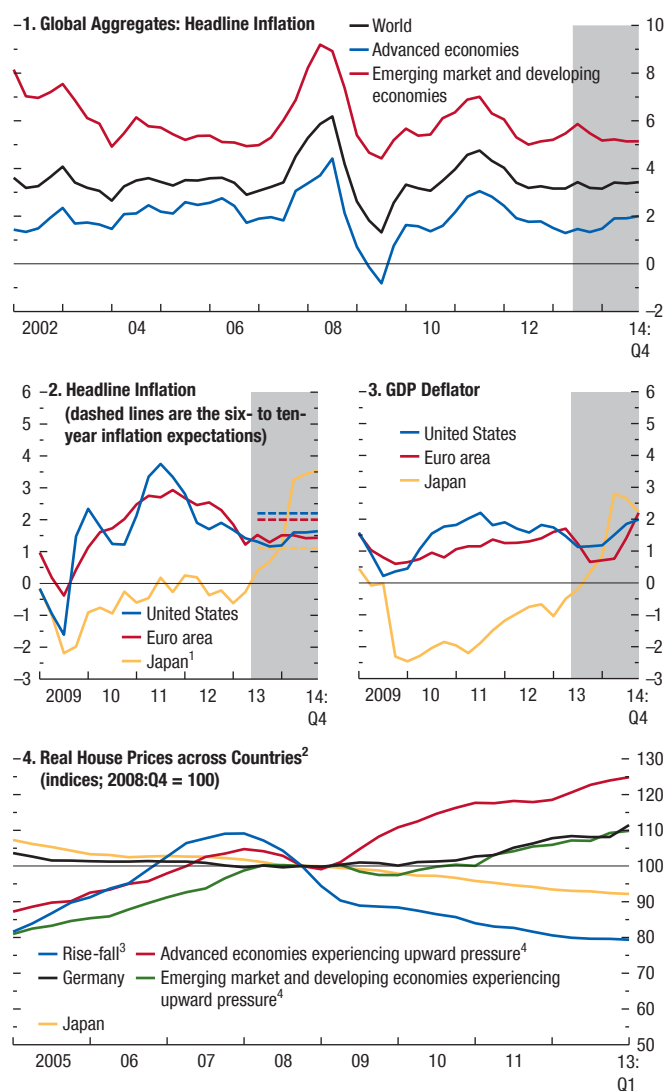 1. Global Aggregates: Headline Inflation
World
Advanced economies
Emerging market and developing
economies
10
8
6
4
2
0
–2
2002 04 06 08 10 12 14:
Q4
2. Headline Inflation
(dashed lines are the six- to ten-
year inflation expectations)
6
5
4
3
2
1
0
–1
–2
–3
United States
Euro area
Japan1
2009 10 11 12 13 14:
Q4
3. GDP Deflator
United States
Euro area
Japan
6
5
4
3
2
1
0
–1
–2
–3
2009 10 11 12 13 14:
Q4
4. Real House Prices across Countries2
(indices; 2008:Q4 = 100)
130
120
110
100
90
80
70
60
50
Rise-fall3
Advanced economies experiencing upward pressure4
Germany
Emerging market and developing economies experiencing
upward pressure4
Japan
2005 06 07 08 09 10 11 13:
Q1